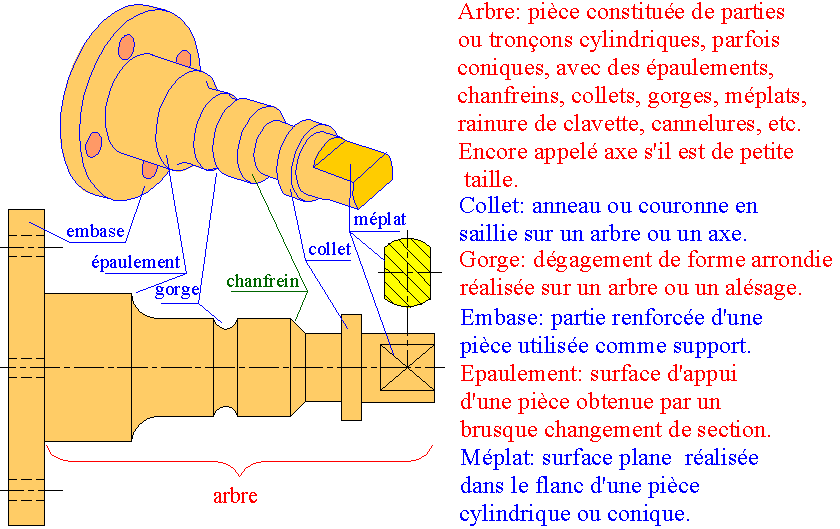 Arbre: pièce constituée de parties
ou tronçons cylindriques, parfois
coniques, avec des épaulements,
chanfreins, collets, gorges, méplats,
rainure de clavette, cannelures, etc.
Encore appelé axe s'il est de petite
taille.
Collet: anneau ou couronne en
saillie sur un arbre ou un axe.
Gorge: dégagement de forme arrondie
réalisée sur un arbre ou un alésage.
Embase: partie renforcée d'une
pièce utilisée comme support.
Epaulement: surface d'appui
d'une pièce obtenue par un
brusque changement de section.
Méplat: surface plane réalisée
dans le flanc d'une pièce
cylindrique ou conique.
embase
épaulement
gorge
chanfrein
collet
méplat
arbre